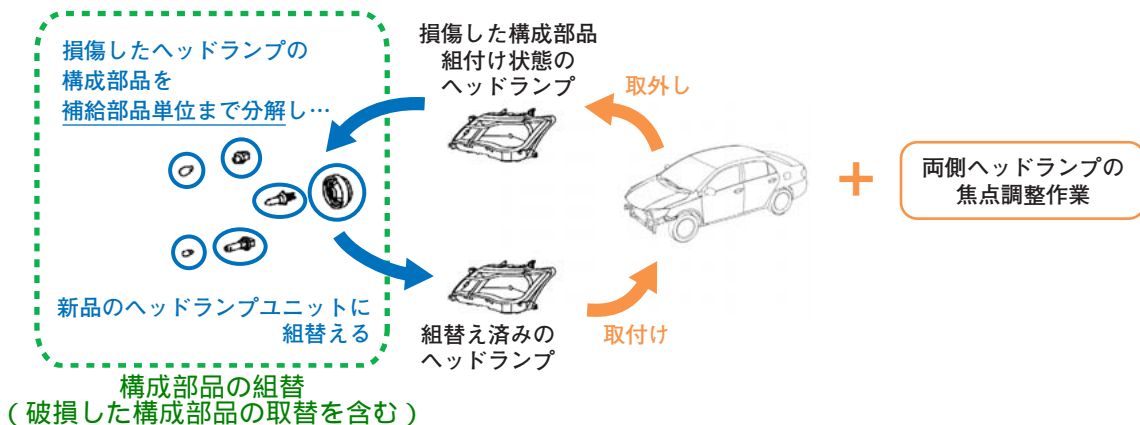 損傷したヘッドランプの
構成部品を
補給部品単位まで分解し…
新品のヘッドランプユニットに
組替える
構成部品の組替
(破損した構成部品の取替を含む)
損傷した構成部品
組付け状態の
ヘッドランプ
取外し
組替え済みの
ヘッドランプ
取付け
+
両側ヘッドランプの
焦点調整作業